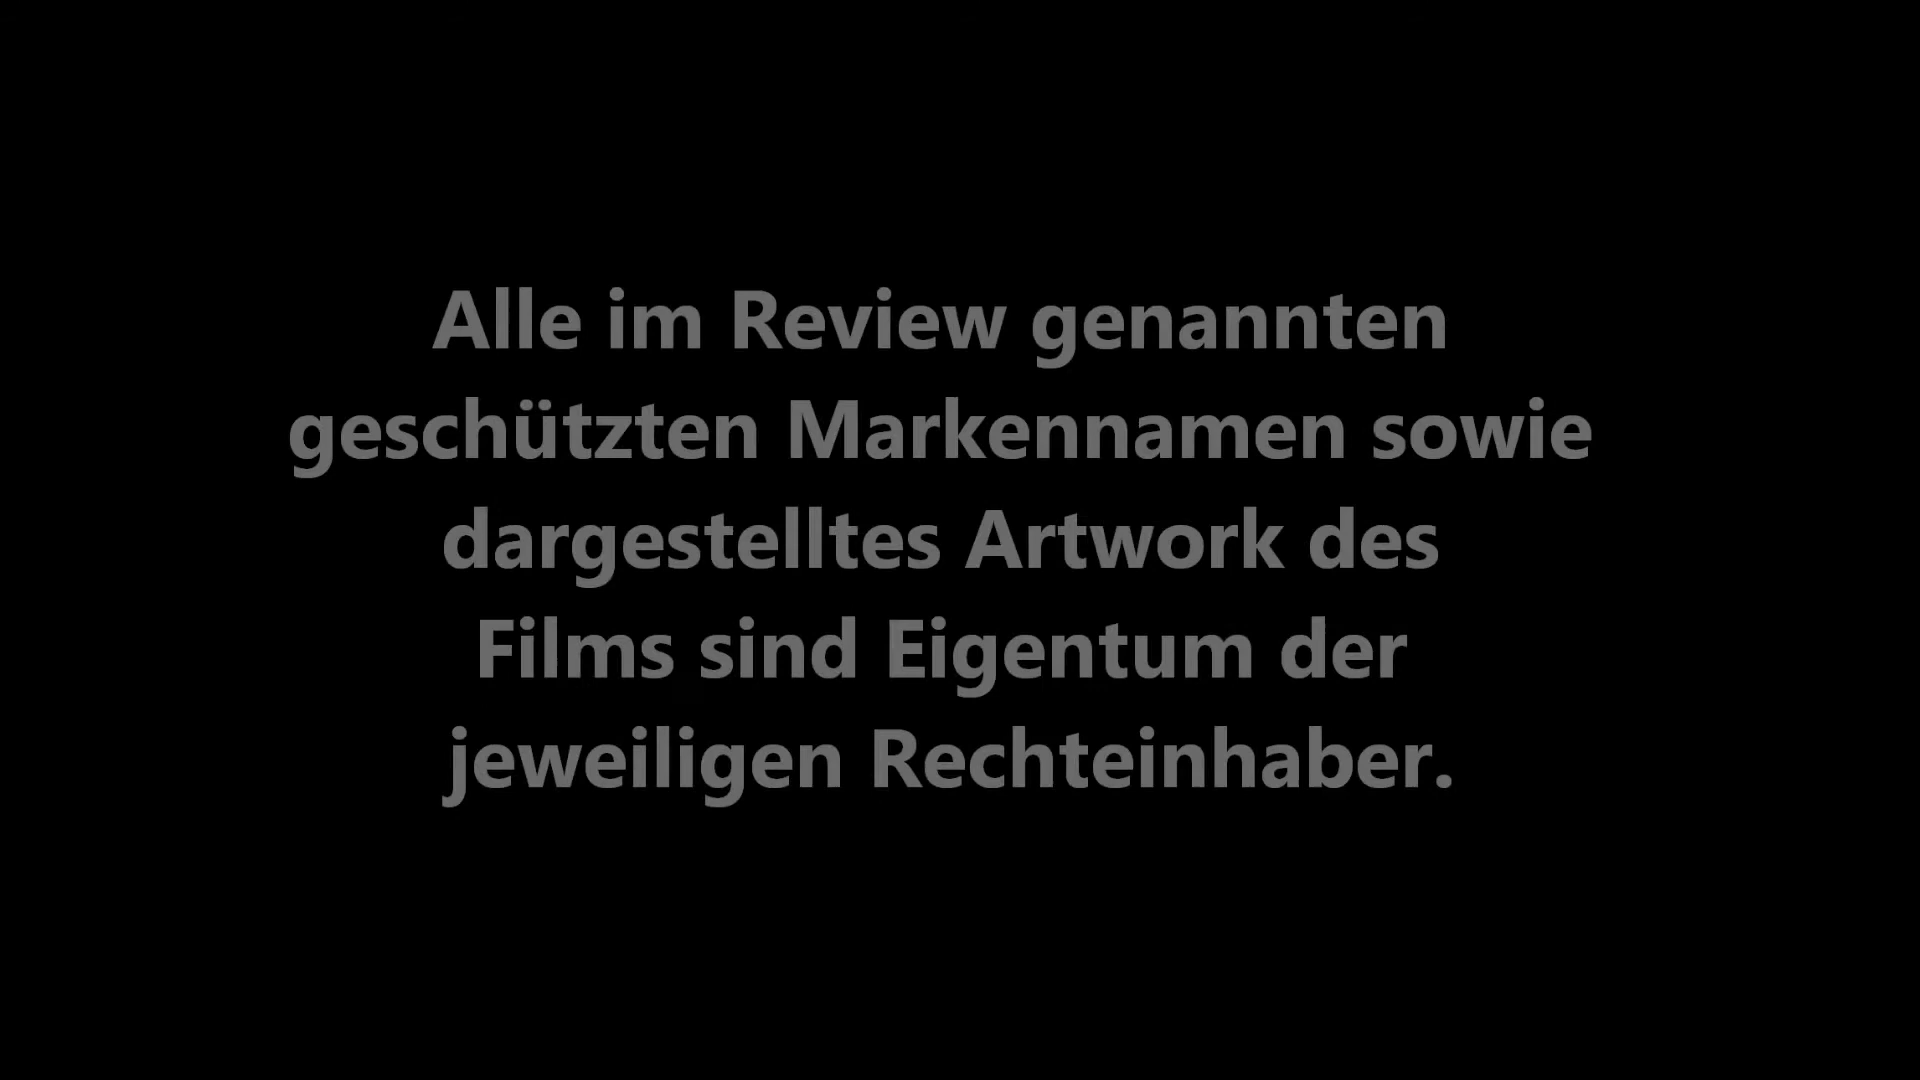 Alle im Review genannten
geschützten Markennamen sowie
dargestelltes Artwork des
Films sind Eigentum der
jeweiligen Rechteinhaber.